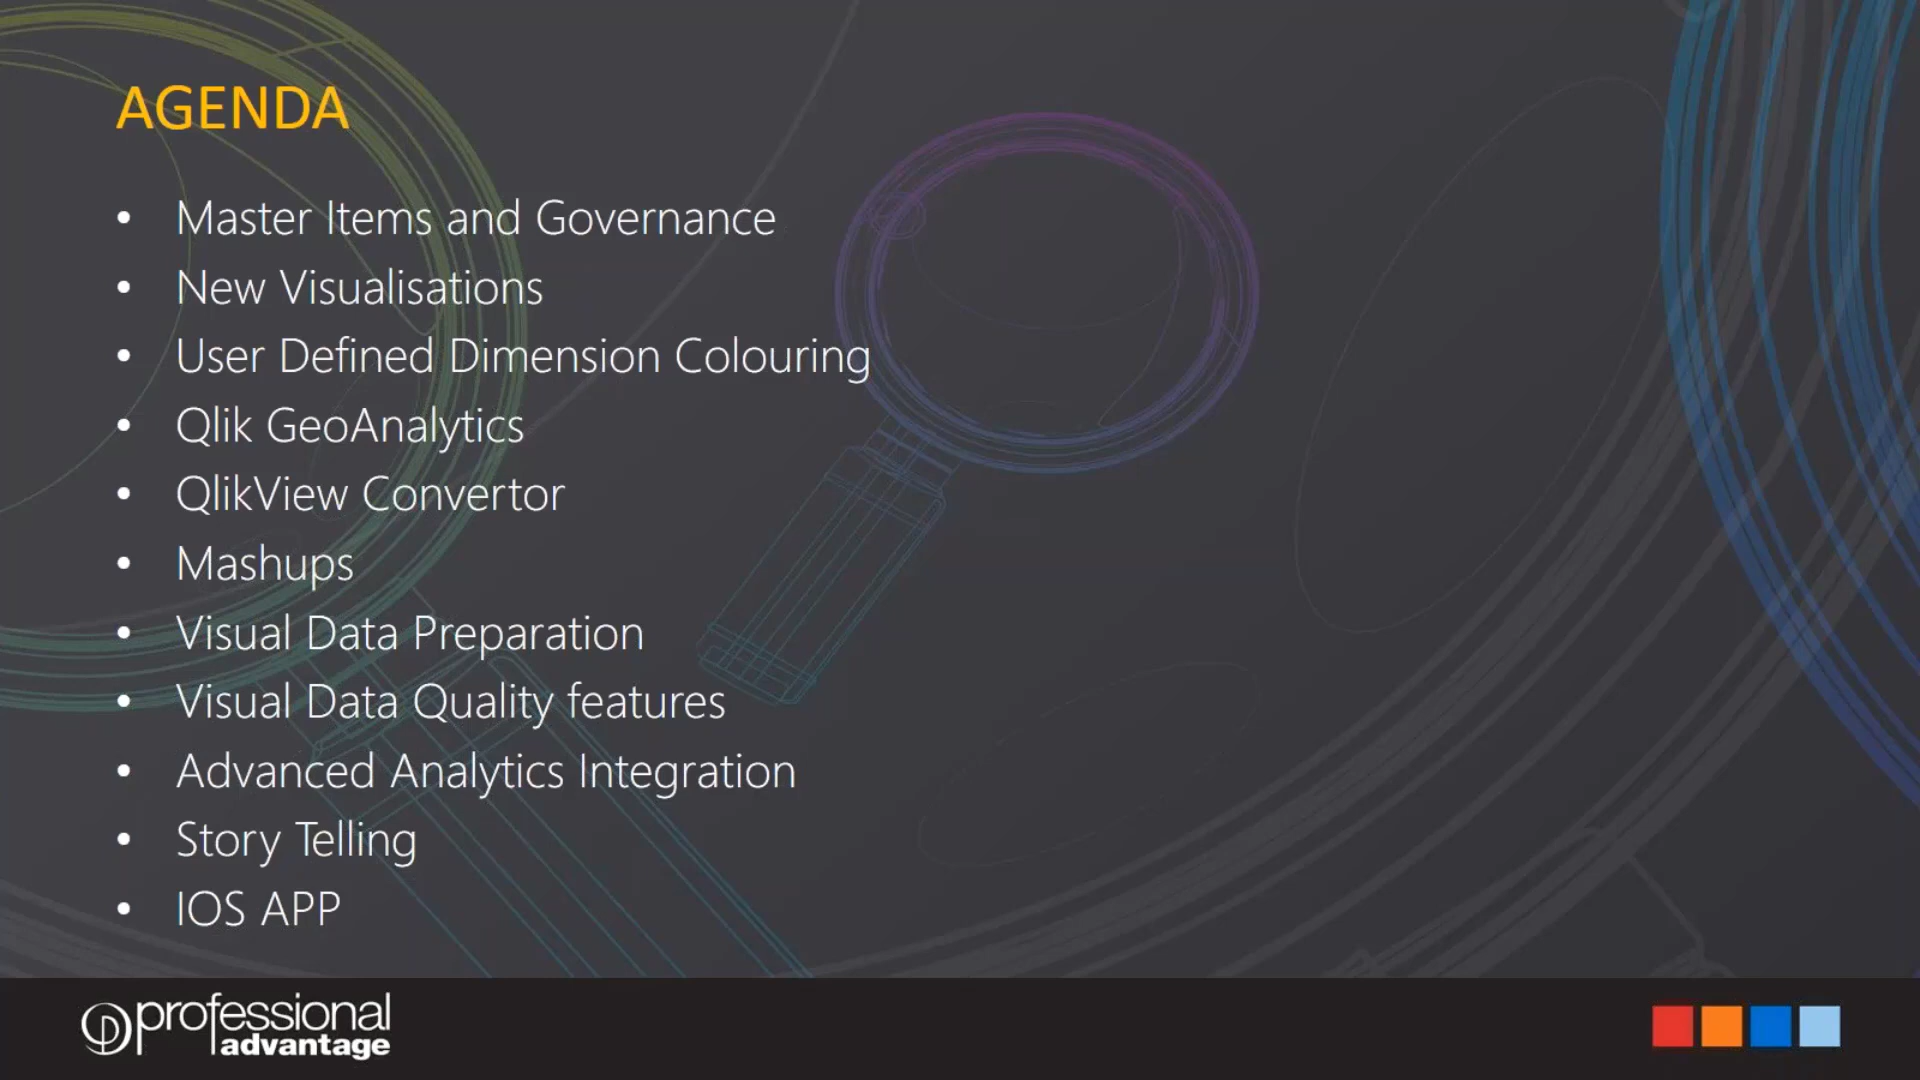 AGENDA
• Master Items and Governance
• New Visualisations
• User Defined Dimension Colouring
• Qlik GeoAnalytics
• QlikView Convertor
• Mashups
• Visual Data Preparation
• Visual Data Quality features
• Advanced Analytics Integration
• Story Telling
• IOS APP
professional
advantage